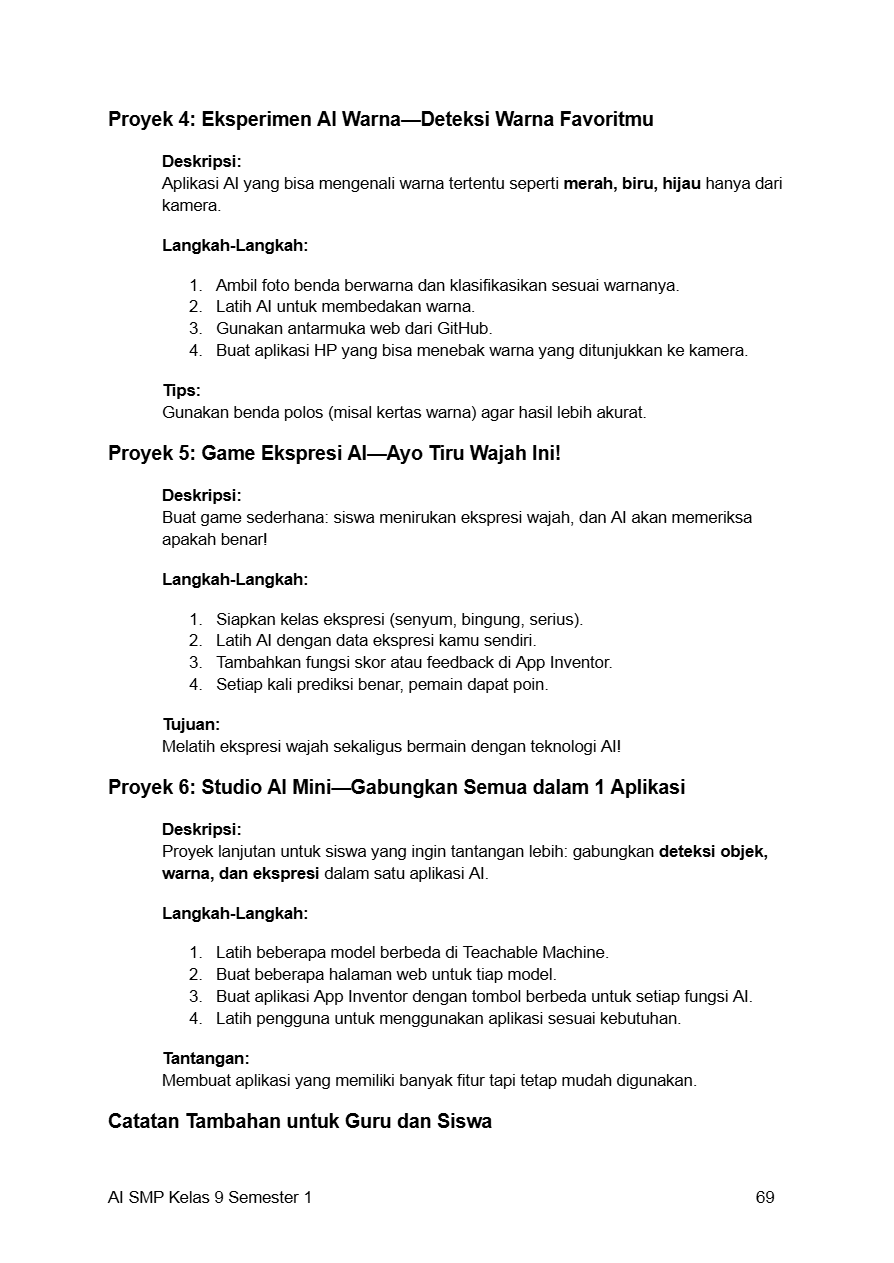 Proyek 4: Eksperimen AI Warna—Deteksi Warna Favoritmu
Deskripsi:
Aplikasi AI yang bisa mengenali warna tertentu seperti merah, biru, hijau hanya dari
kamera.
Langkah-Langkah:
1. Ambil foto benda berwarna dan klasifikasikan sesuai warnanya.
2. Latih AI untuk membedakan warna.
3. Gunakan antarmuka web dari GitHub.
4. Buat aplikasi HP yang bisa menebak warna yang ditunjukkan ke kamera.
Tips:
Gunakan benda polos (misal kertas warna) agar hasil lebih akurat.
Proyek 5: Game Ekspresi AI—Ayo Tiru Wajah Ini!
Deskripsi:
Buat game sederhana: siswa menirukan ekspresi wajah, dan AI akan memeriksa
apakah benar!
Langkah-Langkah:
1. Siapkan kelas ekspresi (senyum, bingung, serius).
2. Latih AI dengan data ekspresi kamu sendiri.
3. Tambahkan fungsi skor atau feedback di App Inventor.
4. Setiap kali prediksi benar, pemain dapat poin.
Tujuan:
Melatih ekspresi wajah sekaligus bermain dengan teknologi AI!
Proyek 6: Studio AI Mini—Gabungkan Semua dalam 1 Aplikasi
Deskripsi:
Proyek lanjutan untuk siswa yang ingin tantangan lebih: gabungkan deteksi objek,
warna, dan ekspresi dalam satu aplikasi AI.
Langkah-Langkah:
1. Latih beberapa model berbeda di Teachable Machine.
2. Buat beberapa halaman web untuk tiap model.
3. Buat aplikasi App Inventor dengan tombol berbeda untuk setiap fungsi AI.
4. Latih pengguna untuk menggunakan aplikasi sesuai kebutuhan.
Tantangan:
Membuat aplikasi yang memiliki banyak fitur tapi tetap mudah digunakan.
Catatan Tambahan untuk Guru dan Siswa
AI SMP Kelas 9 Semester 1 69